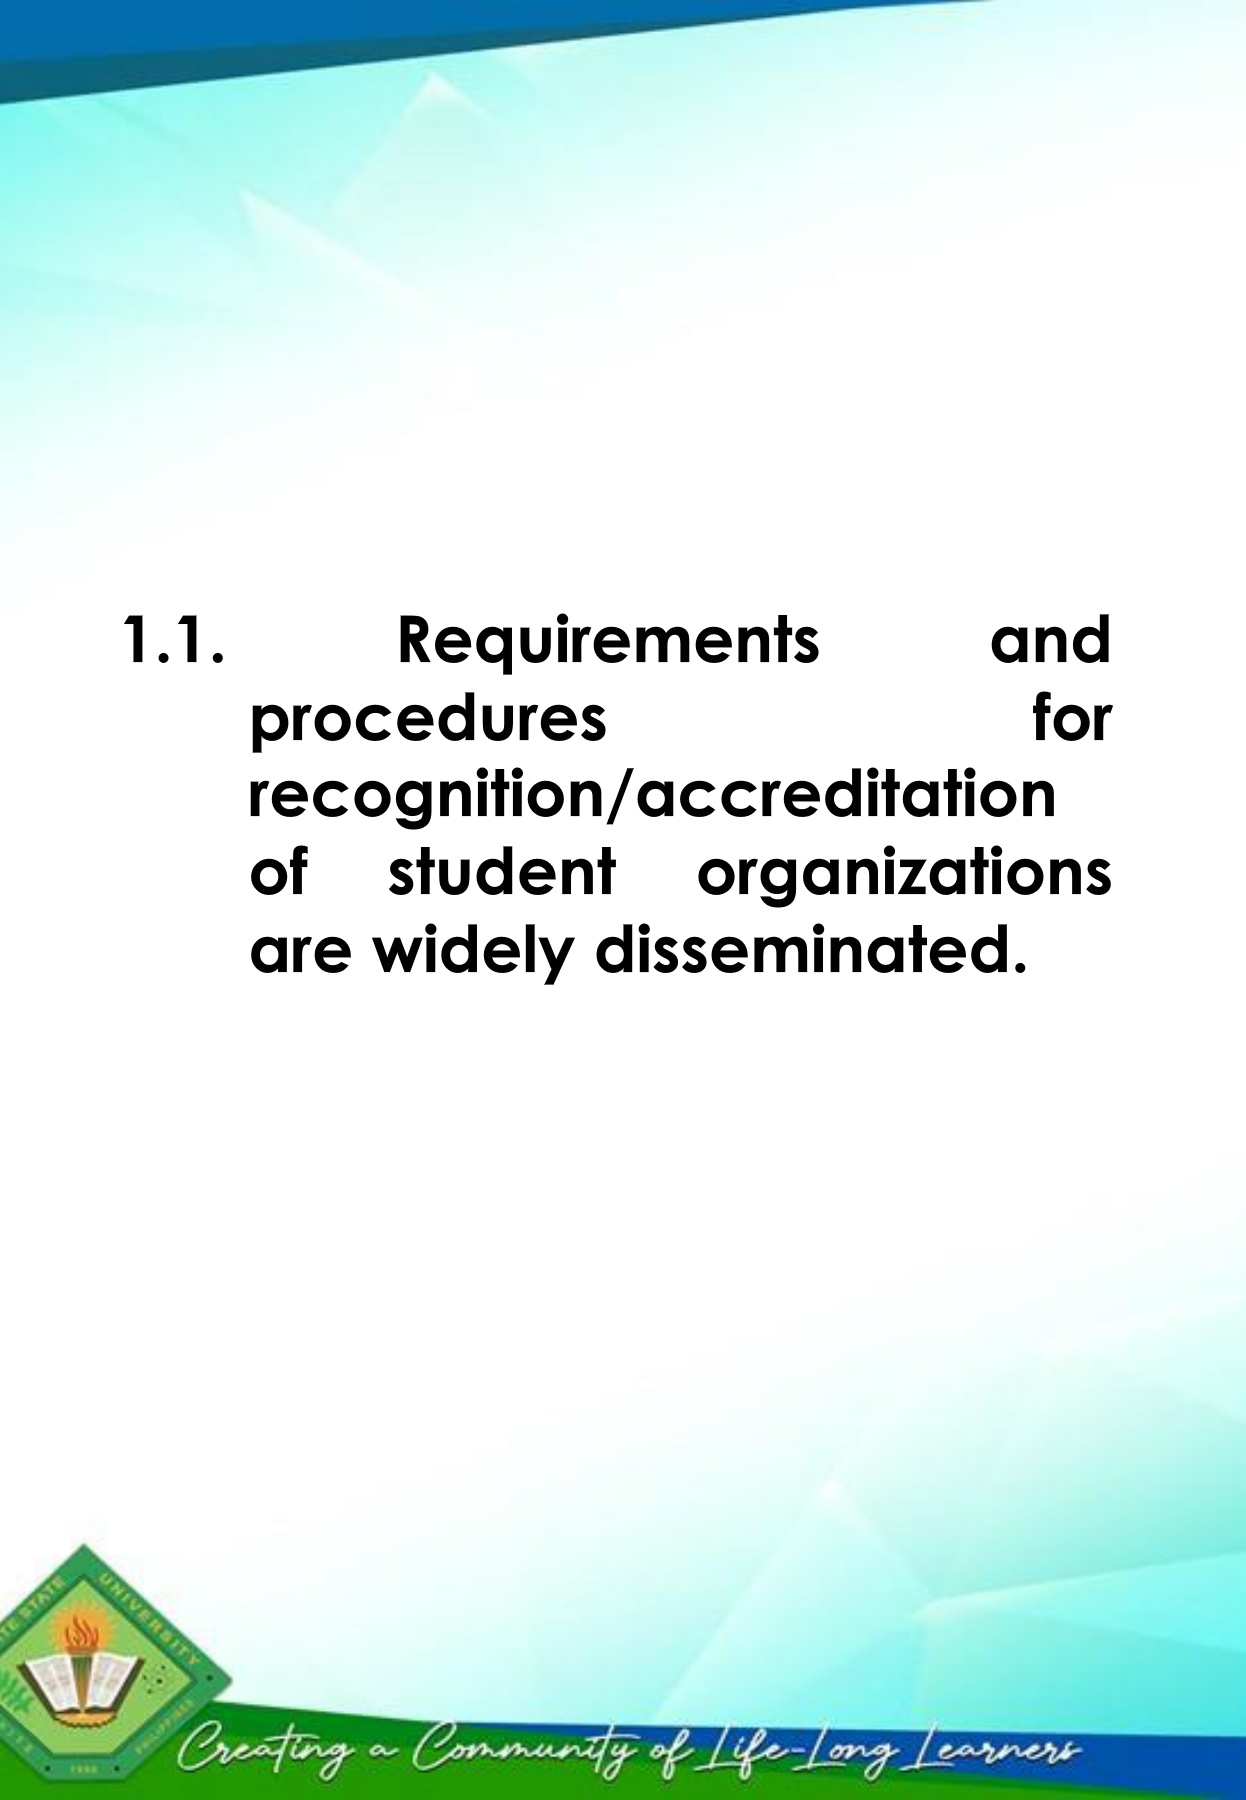 1.1. Requirements and
procedures for
recognition/accreditation
of student organizations
are widely disseminated.
STATE UNIVERSITY
PHILIPPINES
Creating a Community of Life-Long Learners